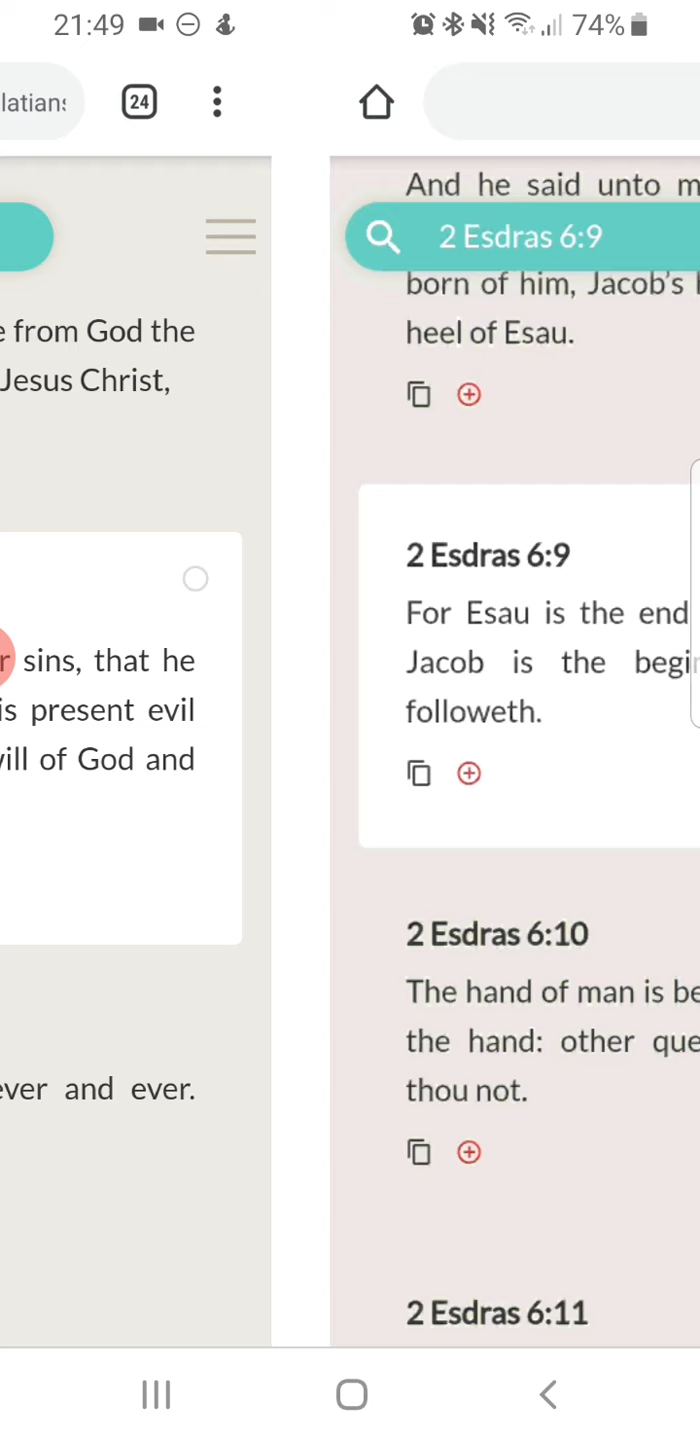 21:49
74%
24
e from God the
Jesus Christ,
r sins, that he
is present evil
will of God and
ever and ever.
And he said unto
2 Esdras 6:9
born of him, Jacob's
heel of Esau.
2 Esdras 6:9
For Esau is the end
Jacob is the begin
followeth.
2 Esdras 6:10
The hand of man is be
the hand: other que
thou not.
2 Esdras 6:11